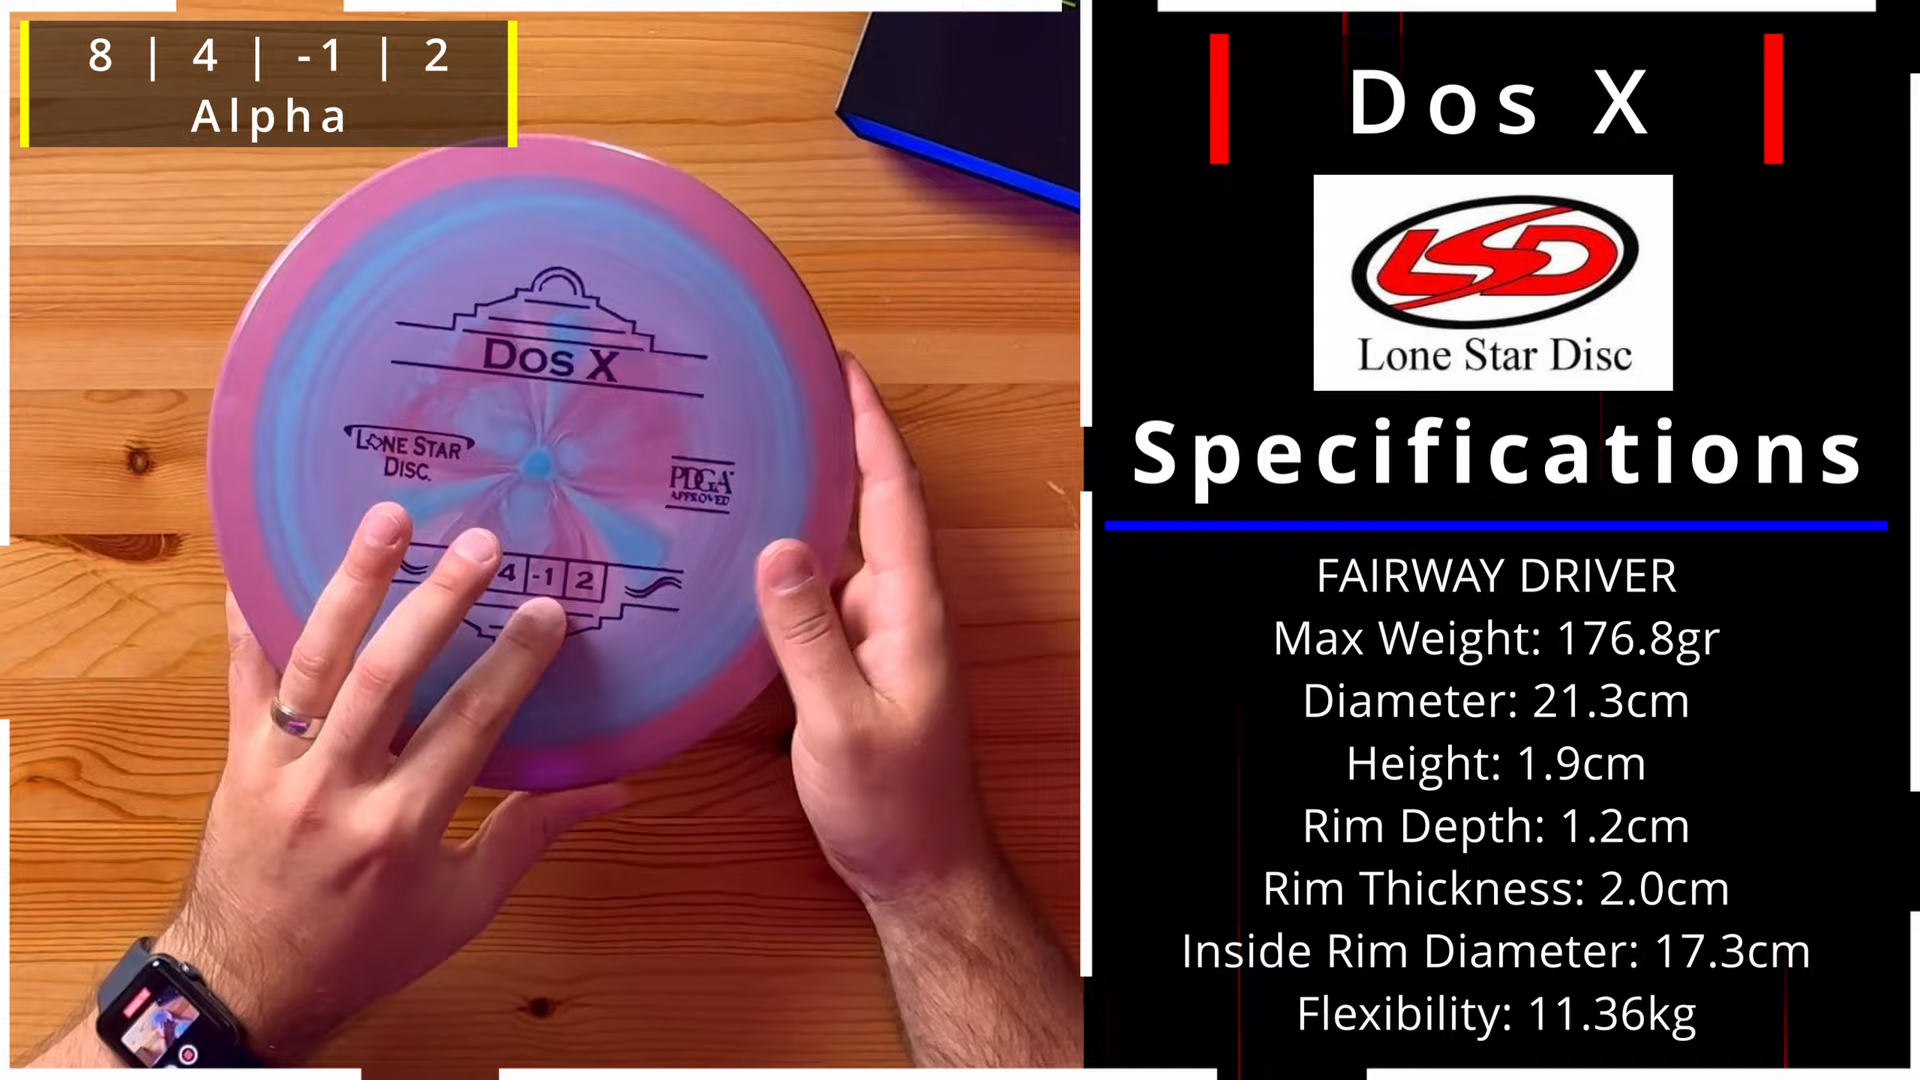 8 | 4 | -1 | 2
Alpha
Dos X
LONE STAR
DISC.
PDGA
APPROVED
4 -1 2
Dos X
LSD
Lone Star Disc
Specifications
FAIRWAY DRIVER
Max Weight: 176.8gr
Diameter: 21.3cm
Height: 1.9cm
Rim Depth: 1.2cm
Rim Thickness: 2.0cm
Inside Rim Diameter: 17.3cm
Flexibility: 11.36kg